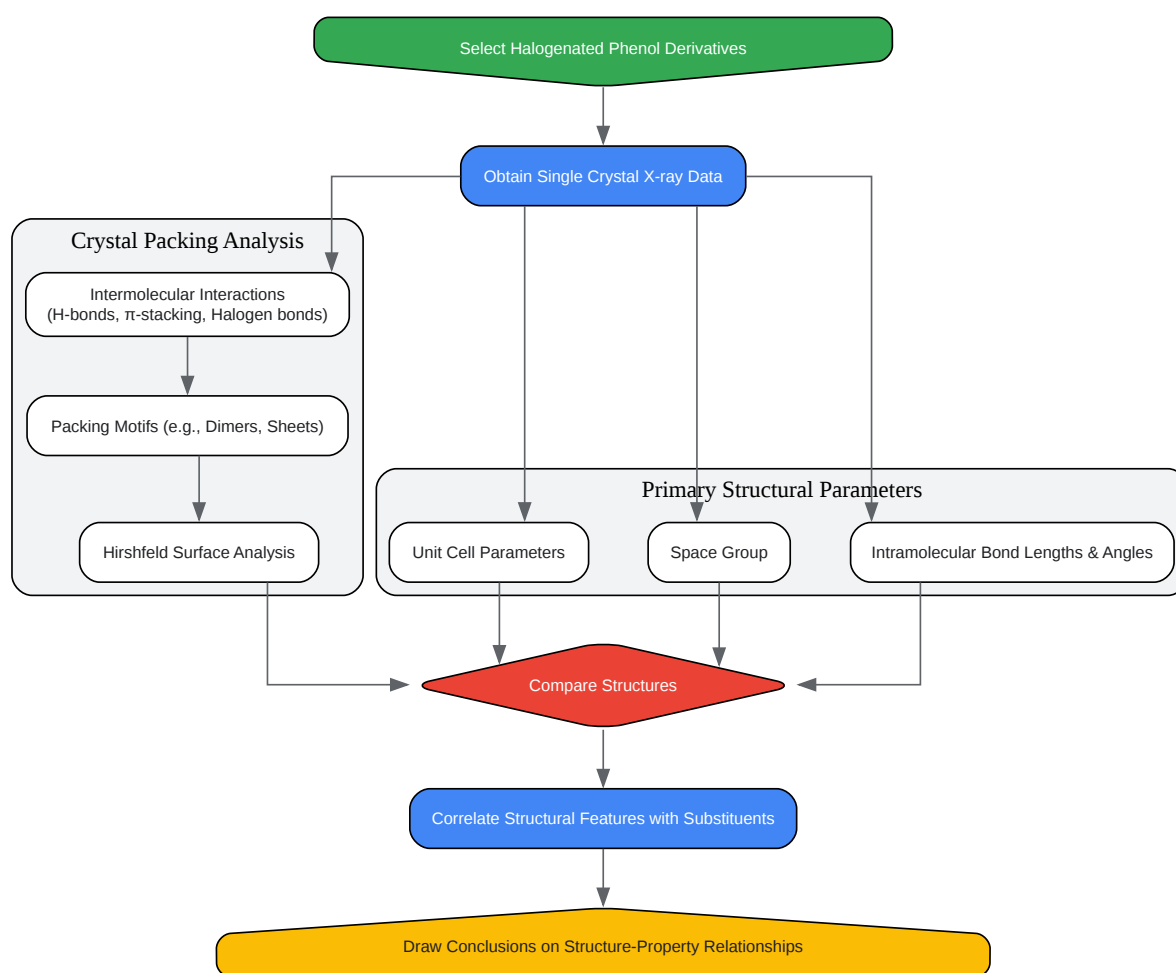 Select Halogenated Phenol Derivatives
Obtain Single Crystal X-ray Data
Crystal Packing Analysis
Intermolecular Interactions
(H-bonds, π-stacking, Halogen bonds)
Packing Motifs (e.g., Dimers, Sheets)
Hirshfeld Surface Analysis
Primary Structural Parameters
Unit Cell Parameters
Space Group
Intramolecular Bond Lengths & Angles
Compare Structures
Correlate Structural Features with Substituents
Draw Conclusions on Structure-Property Relationships